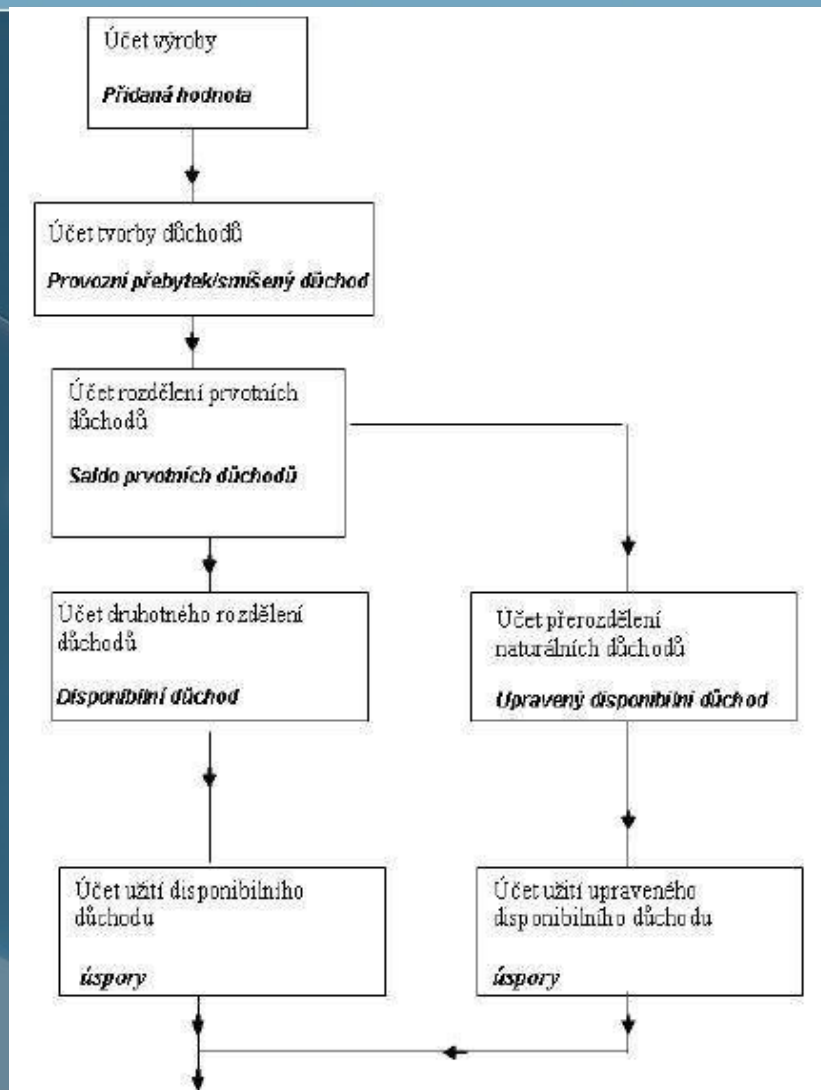 Účet výroby
Přidaná hodnota
Účet tvorby důchodů
Provozní přebytek/smíšený důchod
Účet rozdělení prvotních
důchodů
Saldo prvotních důchodů
Účet druhotného rozdělení
důchodů
Disponibilní důchod
Účet přerozdělení
naturálních důchodů
Upravený disponibilní důchod
Účet užití disponibilního
důchodu
úspory
Účet užití upraveného
disponibilního důchodu
úspory